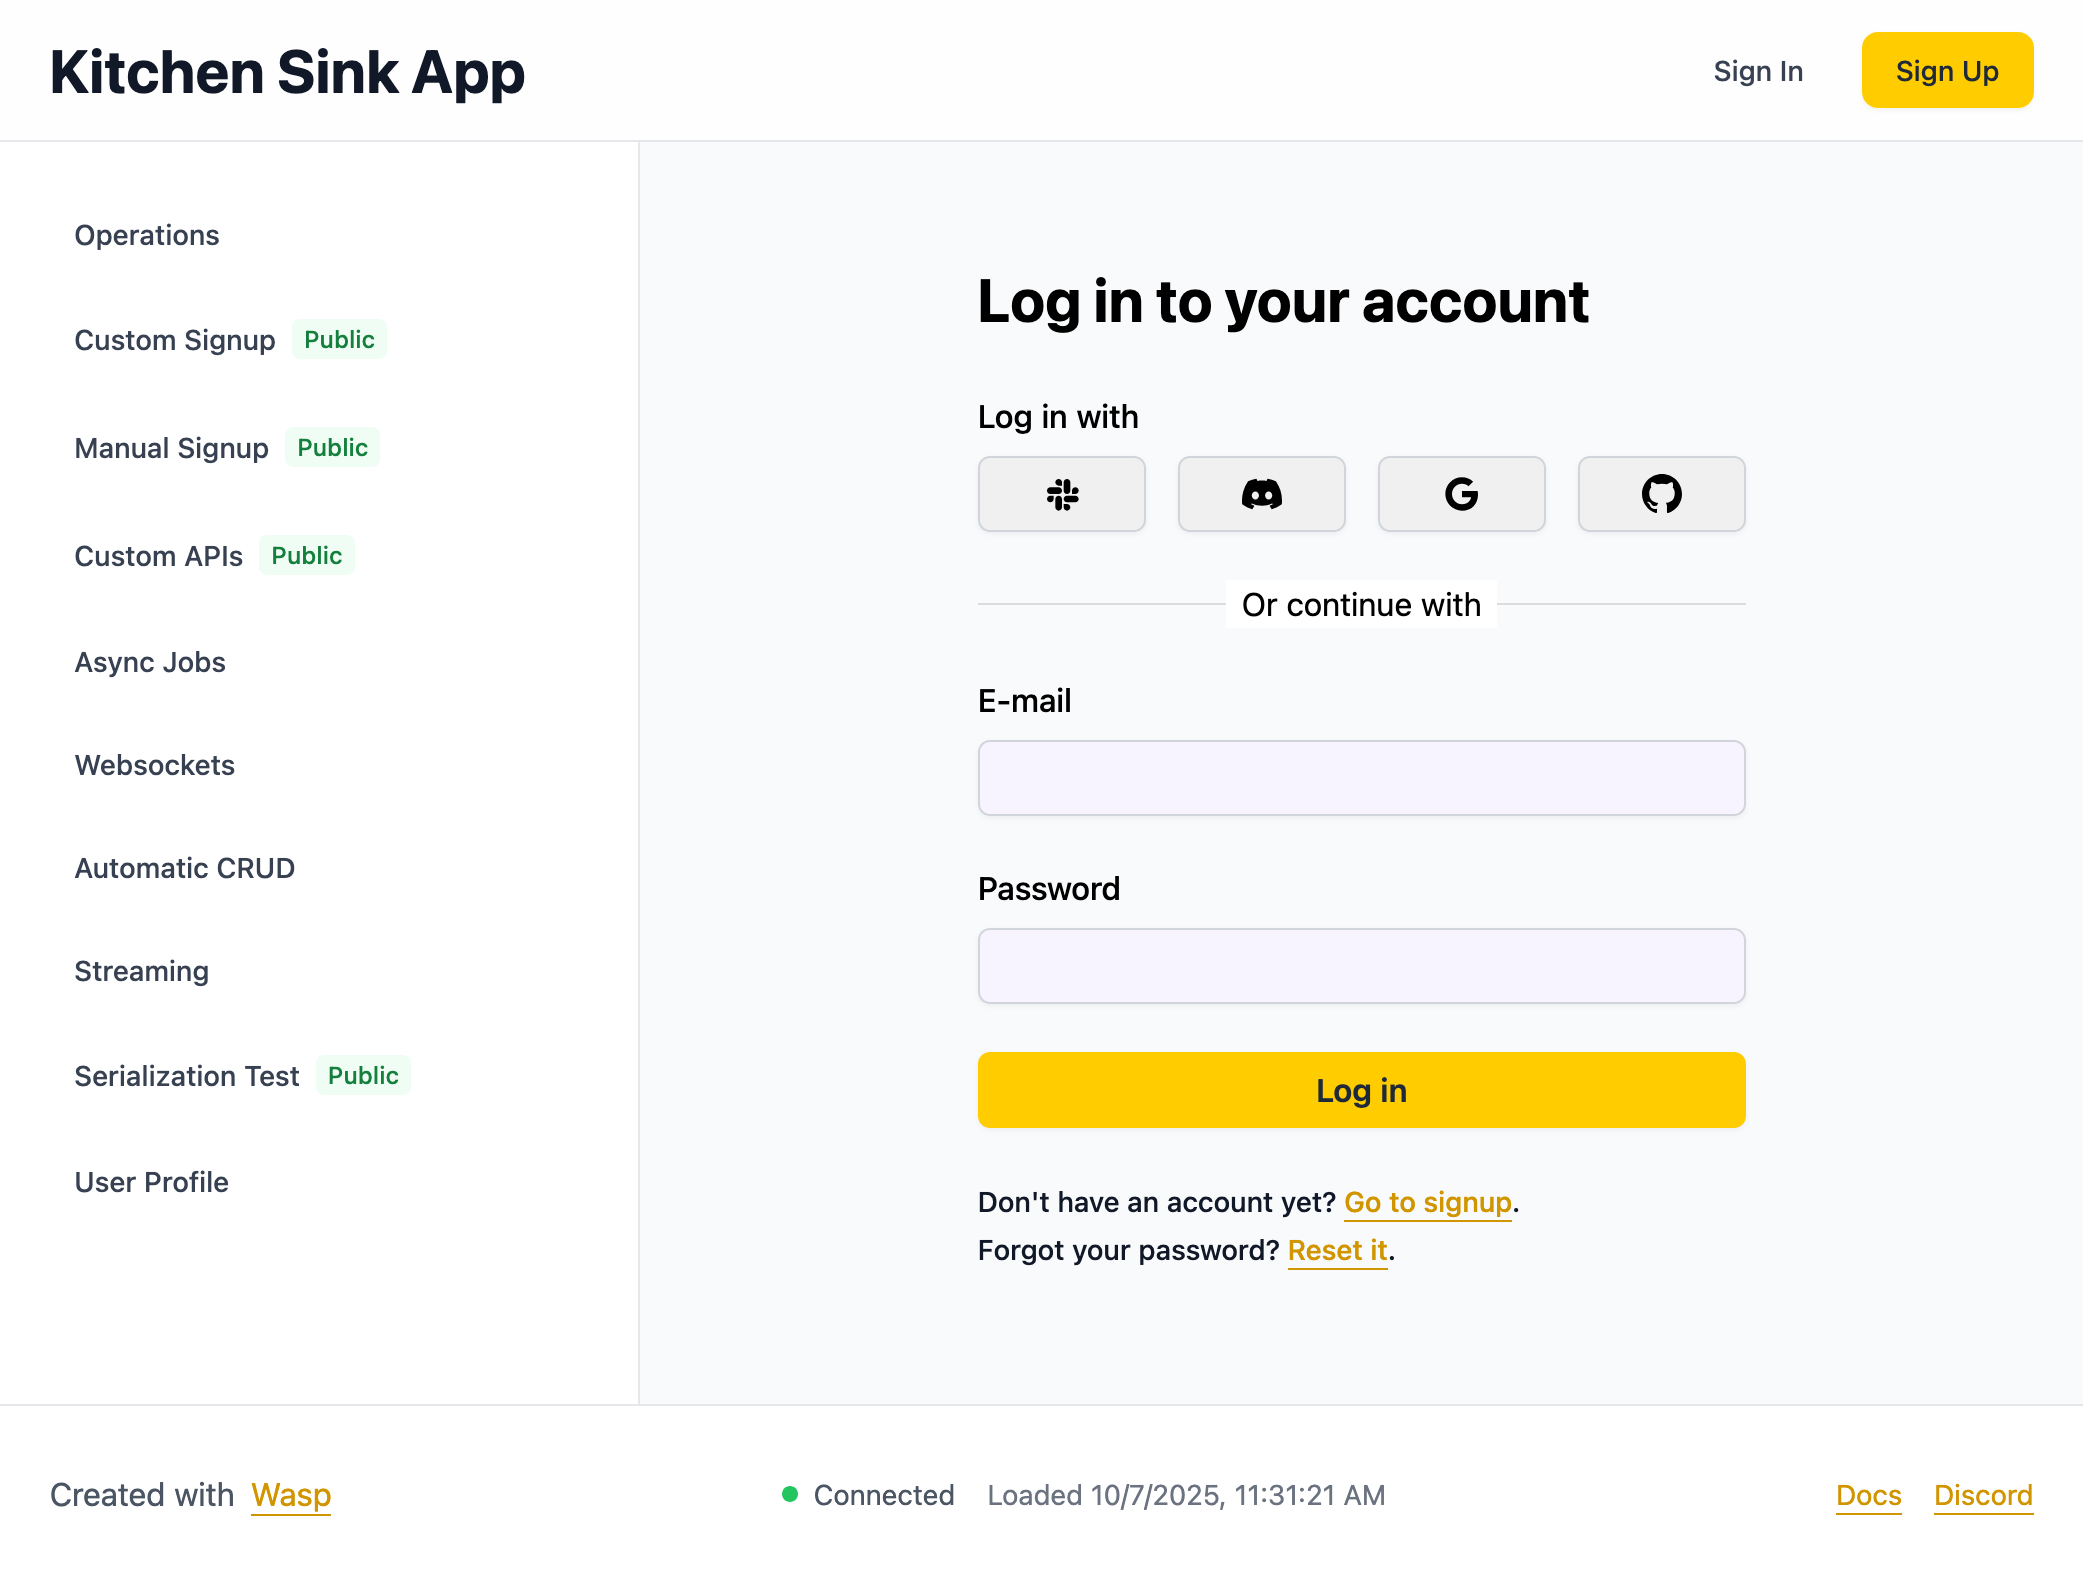 Kitchen Sink App
Sign In
Sign Up
Operations
Custom Signup Public
Manual Signup Public
Custom APIs Public
Async Jobs
Websockets
Automatic CRUD
Streaming
Serialization Test Public
User Profile
Log in to your account
Log in with
Or continue with
E-mail
Password
Log in
Don't have an account yet? Go to signup.
Forgot your password? Reset it.
Created with Wasp
Connected
Loaded 10/7/2025, 11:31:21 AM
Docs
Discord